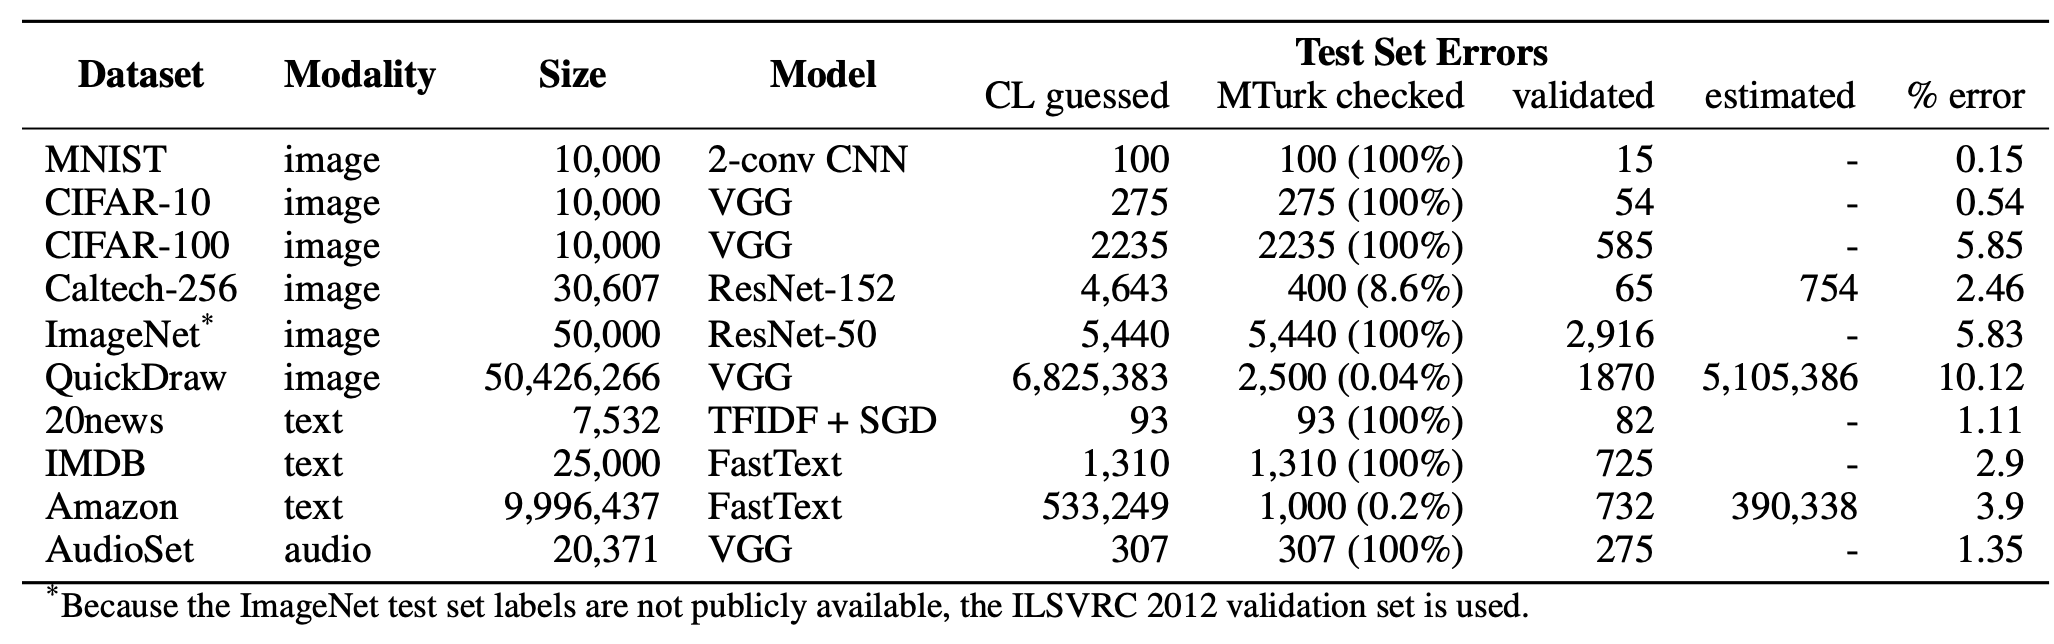 Dataset Modality Size Model Test Set Errors
CL guessed MTurk checked validated estimated % error
MNIST image 10,000 2-conv CNN 100 100 (100%) 15 - 0.15
CIFAR-10 image 10,000 VGG 275 275 (100%) 54 - 0.54
CIFAR-100 image 10,000 VGG 2235 2235 (100%) 585 - 5.85
Caltech-256 image 30,607 ResNet-152 4,643 400 (8.6%) 65 754 2.46
ImageNet* image 50,000 ResNet-50 5,440 5,440 (100%) 2,916 - 5.83
QuickDraw image 50,426,266 VGG 6,825,383 2,500 (0.04%) 1870 5,105,386 10.12
20news text 7,532 TFIDF + SGD 93 93 (100%) 82 - 1.11
IMDB text 25,000 FastText 1,310 1,310 (100%) 725 - 2.9
Amazon text 9,996,437 FastText 533,249 1,000 (0.2%) 732 390,338 3.9
AudioSet audio 20,371 VGG 307 307 (100%) 275 - 1.35
*Because the ImageNet test set labels are not publicly available, the ILSVRC 2012 validation set is used.